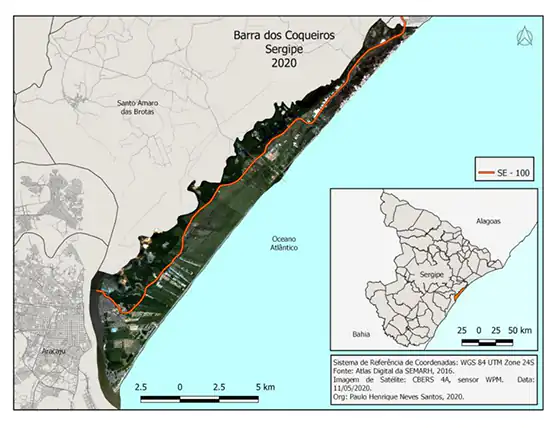 Barra dos Coqueiros
Sergipe
2020
Santo Amaro
das Brotas
SE - 100
Oceano
Atlântico
Aracaju
2.5 0 2.5 5 km
Alagoas
Sergipe
Bahia
25 0 25 50 km
Sistema de Referência de Coordenadas: WGS 84 UTM Zone 24S
Fonte: Atlas Digital da SEMARH, 2016.
Imagem de Satélite: CBERS 4A, sensor WPM. Data:
11/05/2020.
Org: Paulo Henrique Neves Santos, 2020.